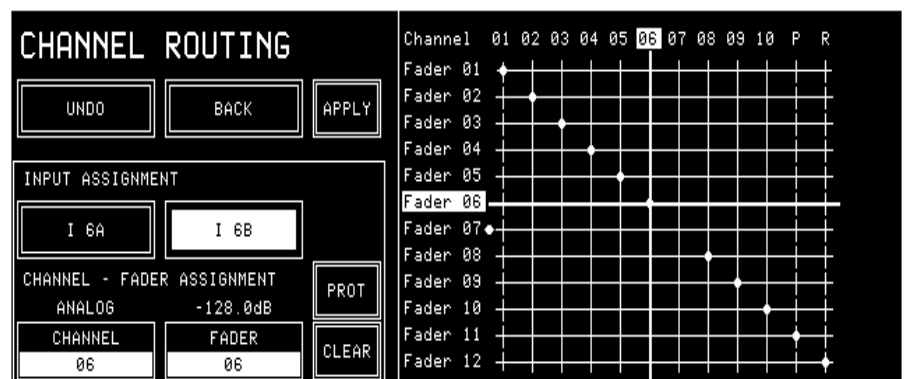 CHANNEL ROUTING
UNDO BACK APPLY
INPUT ASSIGNMENT
I 6A I 6B
CHANNEL - FADER ASSIGNMENT
ANALOG -128.0dB
PROT
CHANNEL FADER
CLEAR
06 06
Channel 01 02 03 04 05 06 07 08 09 10 P R
Fader 01
Fader 02
Fader 03
Fader 04
Fader 05
Fader 06
Fader 07
Fader 08
Fader 09
Fader 10
Fader 11
Fader 12